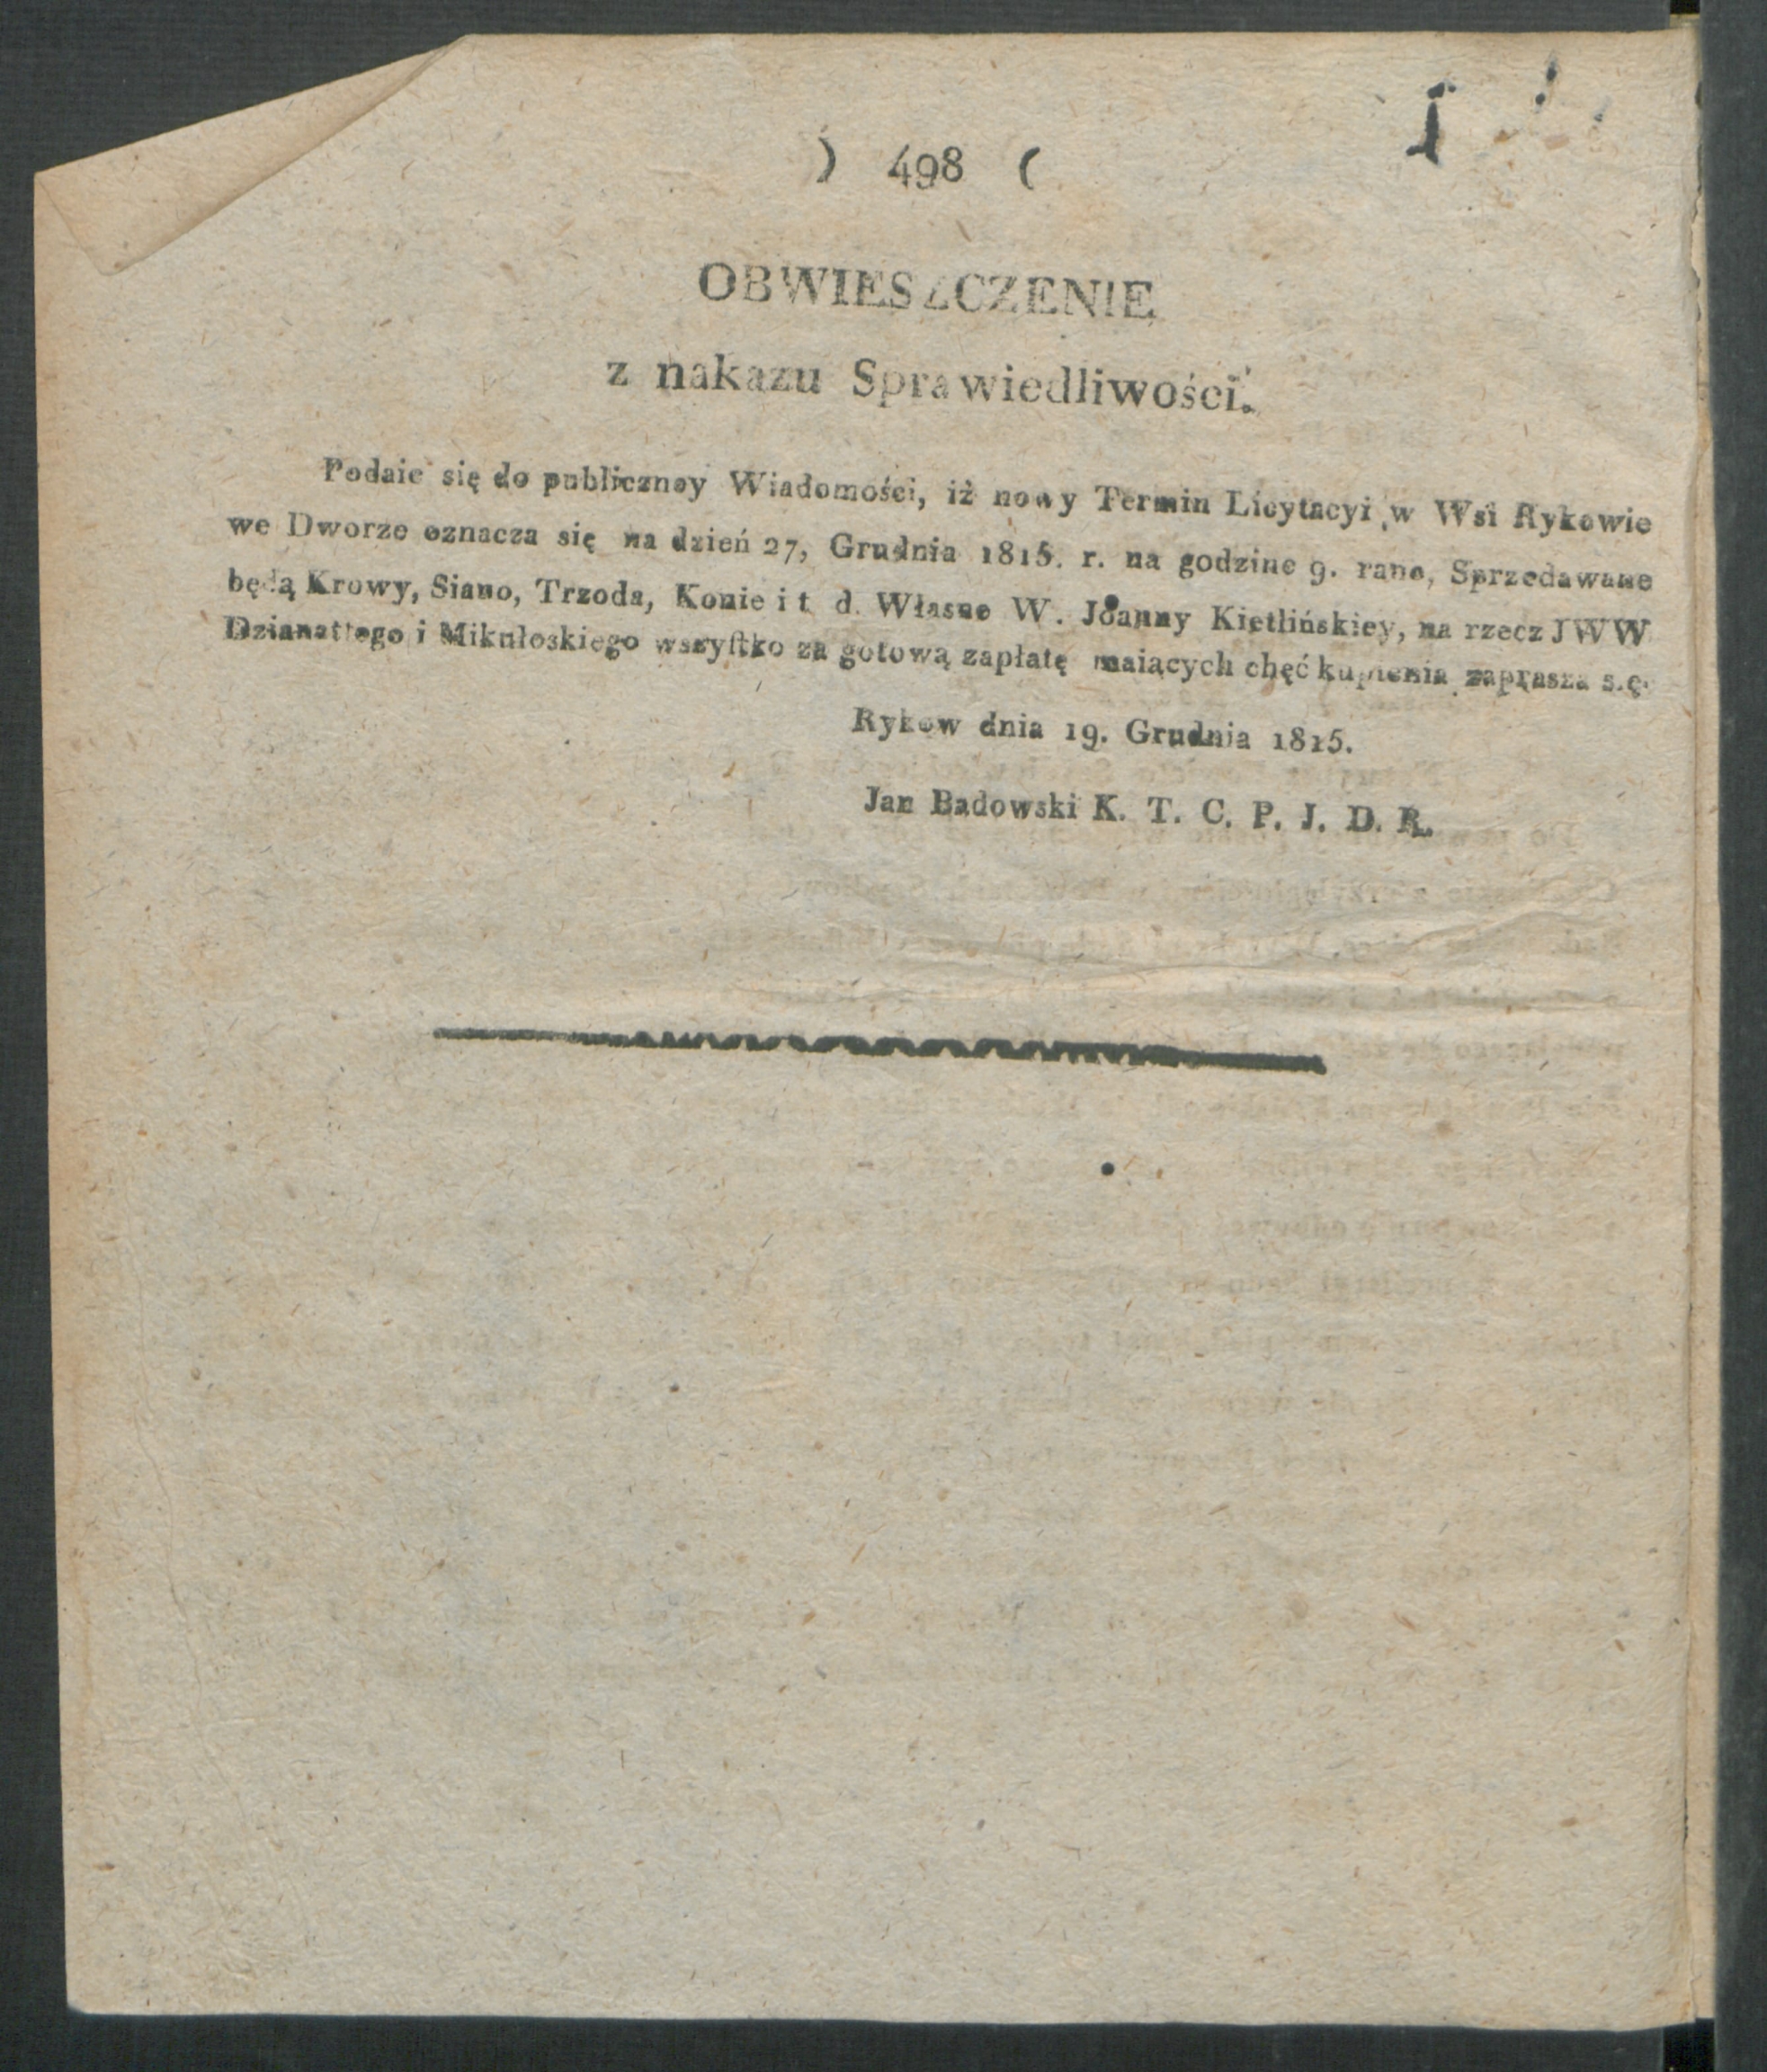 ) 498 (
OBWIESZCZENIE
z nakazu Sprawiedliwości.
Podaie się do publiczney Wiadomości, iż nowy Termin Licytacyi w Wsi Rykowie
we Dworze oznacza się na dzień 27, Grudnia 1815. r. na godzine 9. rano, Sprzedawane
będą Krowy, Siano, Trzoda, Konie i t d. Własne W. Joanny Kietlińskiey, na rzecz JWW
Dzianattego i Mikułoskiego wszyſtko za gotową zapłatę maiących chęć kupienia zaprasza się.
Rykow dnia 19. Grudnia 1815.
Jan Badowski K. T. C. P. J. D. R.